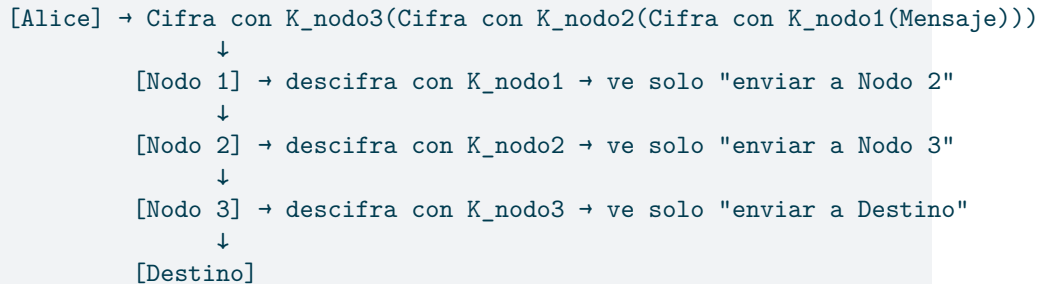 [Alice] → Cifra con K_nodo3(Cifra con K_nodo2(Cifra con K_nodo1(Mensaje)))
↓
[Nodo 1] → descifra con K_nodo1 → ve solo "enviar a Nodo 2"
↓
[Nodo 2] → descifra con K_nodo2 → ve solo "enviar a Nodo 3"
↓
[Nodo 3] → descifra con K_nodo3 → ve solo "enviar a Destino"
↓
[Destino]